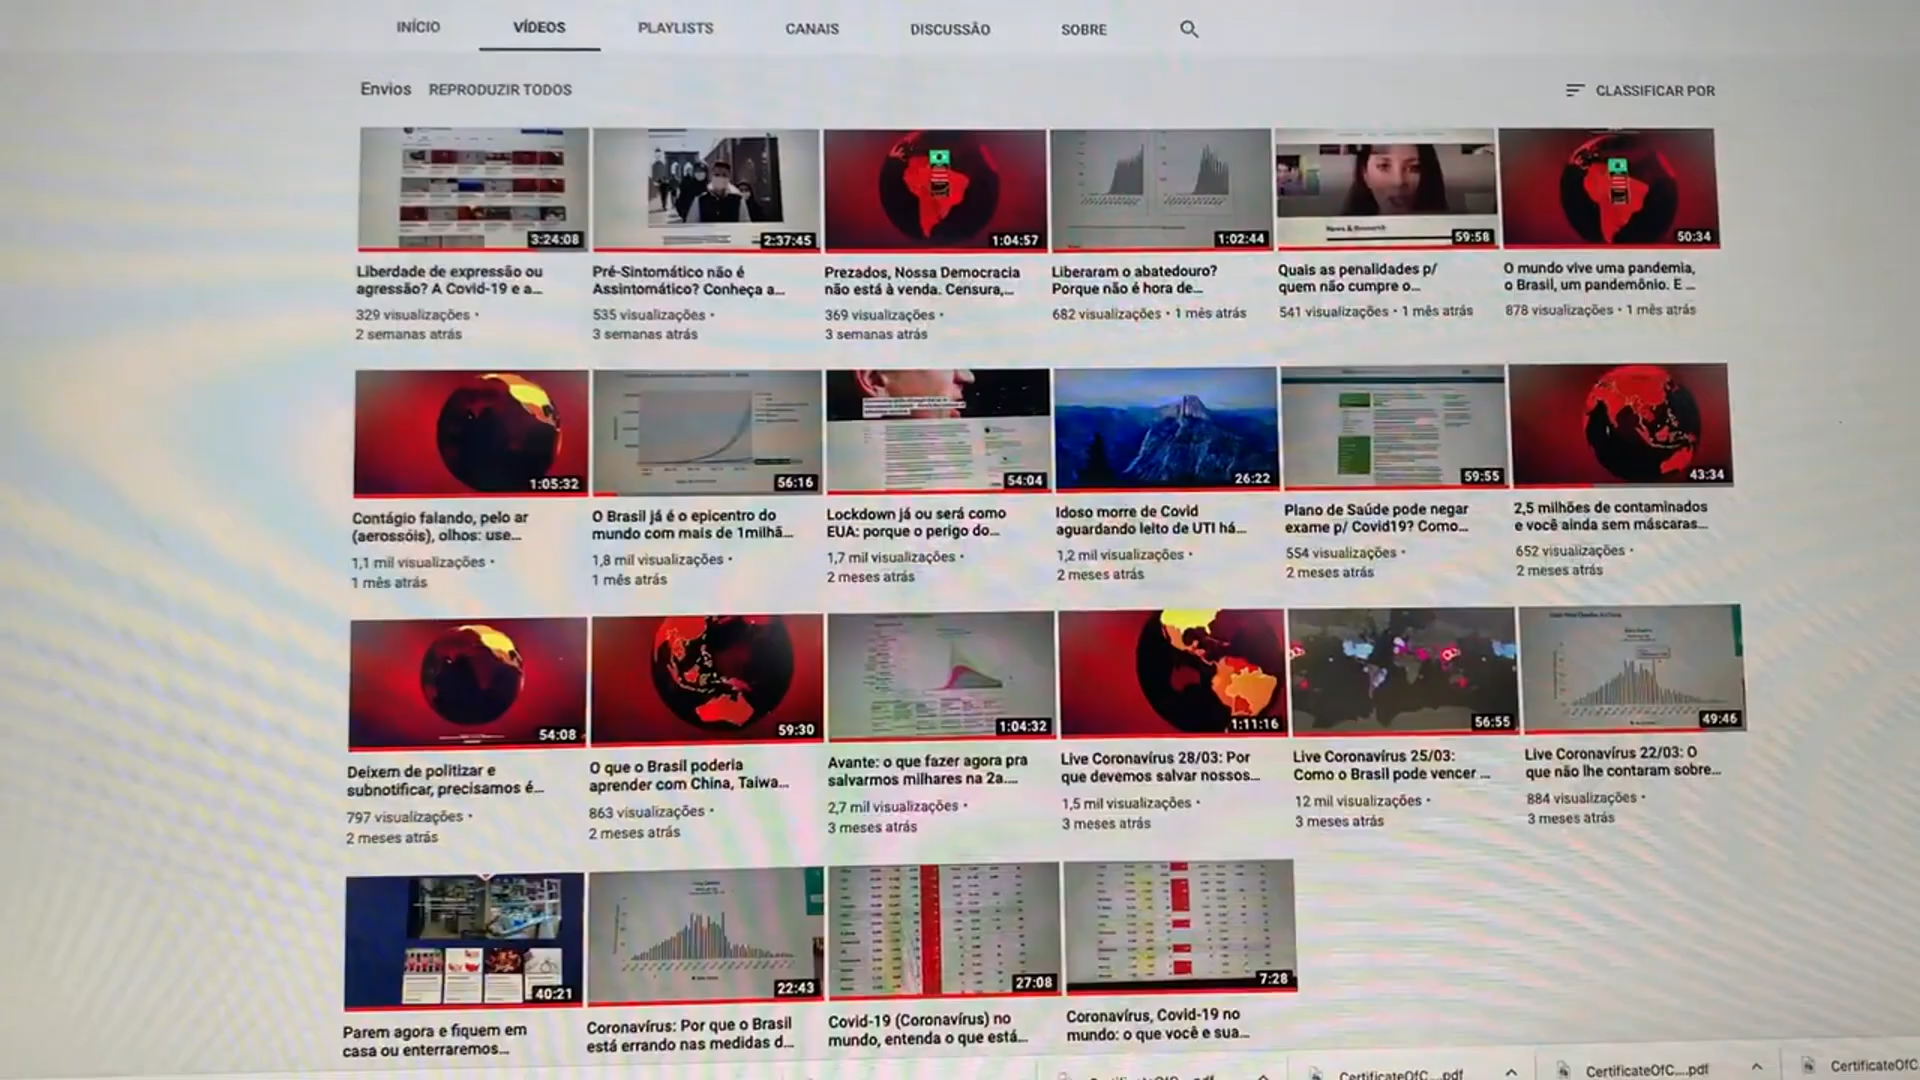 INÍCIO VÍDEOS PLAYLISTS CANAIS DISCUSSÃO SOBRE
Envios REPRODUZIR TODOS CLASSIFICAR POR
3:24:08
2:37:45
1:04:57
1:02:44
News & Research
59:58
50:34
Liberdade de expressão ou
agressão? A Covid-19 e a...
329 visualizações •
2 semanas atrás
Pré-Sintomático não é
Assintomático? Conheça a...
535 visualizações •
3 semanas atrás
Prezados, Nossa Democracia
não está à venda. Censura,...
369 visualizações •
3 semanas atrás
Liberaram o abatedouro?
Porque não é hora de...
682 visualizações • 1 mês atrás
Quais as penalidades p/
quem não cumpre o...
541 visualizações • 1 mês atrás
O mundo vive uma pandemia,
o Brasil, um pandemônio. E ...
878 visualizações • 1 mês atrás
1:05:32
56:16
54:04
26:22
59:55
43:34
Contágio falando, pelo ar
(aerossóis), olhos: use...
1,1 mil visualizações •
1 mês atrás
O Brasil já é o epicentro do
mundo com mais de 1milhã...
1,8 mil visualizações •
1 mês atrás
Lockdown já ou será como
EUA: porque o perigo do...
1,7 mil visualizações •
2 meses atrás
Idoso morre de Covid
aguardando leito de UTI há...
1,2 mil visualizações •
2 meses atrás
Plano de Saúde pode negar
exame p/ Covid19? Como...
554 visualizações •
2 meses atrás
2,5 milhões de contaminados
e você ainda sem máscaras...
652 visualizações •
2 meses atrás
54:08
59:30
1:04:32
1:11:16
56:55
49:46
Deixem de politizar e
subnotificar, precisamos é...
797 visualizações •
2 meses atrás
O que o Brasil poderia
aprender com China, Taiwa...
863 visualizações •
2 meses atrás
Avante: o que fazer agora pra
salvarmos milhares na 2a....
2,7 mil visualizações •
3 meses atrás
Live Coronavírus 28/03: Por
que devemos salvar nossos...
1,5 mil visualizações •
3 meses atrás
Live Coronavírus 25/03:
Como o Brasil pode vencer ...
12 mil visualizações •
3 meses atrás
Live Coronavírus 22/03: O
que não lhe contaram sobre...
884 visualizações •
3 meses atrás
40:21
22:43
27:08
7:28
Parem agora e fiquem em
casa ou enterraremos...
Coronavírus: Por que o Brasil
está errando nas medidas d...
Covid-19 (Coronavírus) no
mundo, entenda o que está...
Coronavírus, Covid-19 no
mundo: o que você e sua...
CertificateOfC....pdf
CertificateOfC....pdf
CertificateOfC